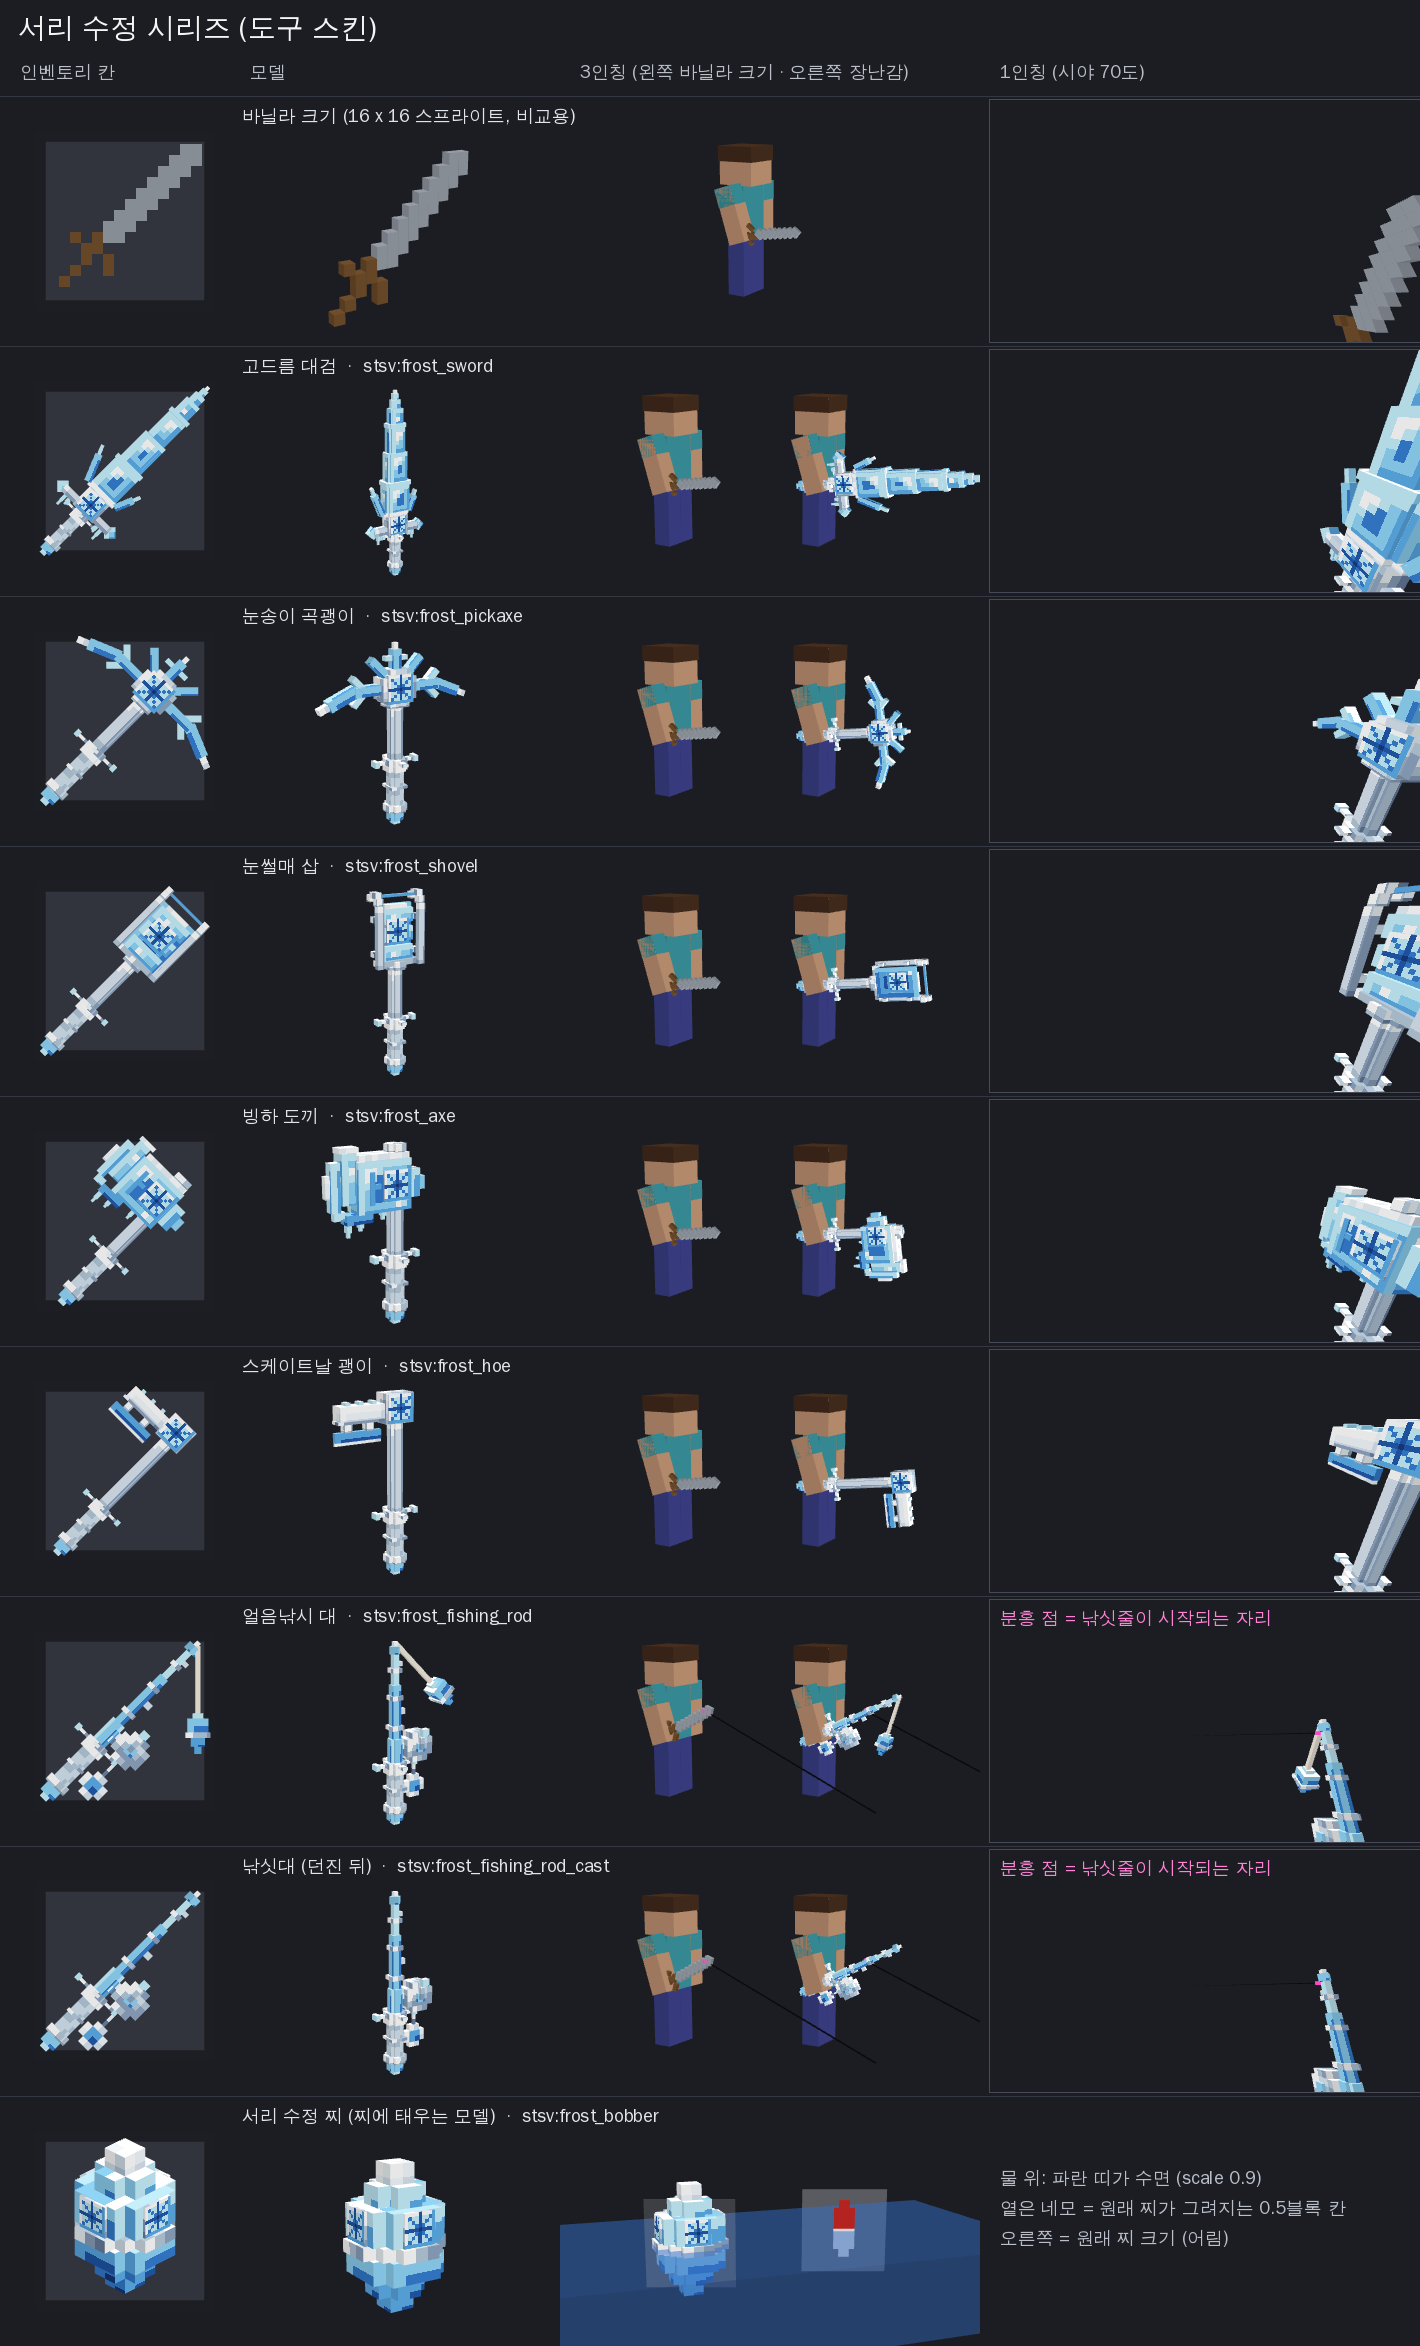 서리 수정 시리즈 (도구 스킨)
인벤토리 칸
모델
3인칭 (왼쪽 바닐라 크기 · 오른쪽 장난감)
1인칭 (시야 70도)
바닐라 크기 (16 x 16 스프라이트, 비교용)
고드름 대검 · stsv:frost_sword
눈송이 곡괭이 · stsv:frost_pickaxe
눈썰매 삽 · stsv:frost_shovel
빙하 도끼 · stsv:frost_axe
스케이트날 괭이 · stsv:frost_hoe
얼음낚시 대 · stsv:frost_fishing_rod
분홍 점 = 낚싯줄이 시작되는 자리
낚싯대 (던진 뒤) · stsv:frost_fishing_rod_cast
분홍 점 = 낚싯줄이 시작되는 자리
서리 수정 찌 (찌에 태우는 모델) · stsv:frost_bobber
물 위: 파란 띠가 수면 (scale 0.9)
옅은 네모 = 원래 찌가 그려지는 0.5블록 칸
오른쪽 = 원래 찌 크기 (어림)